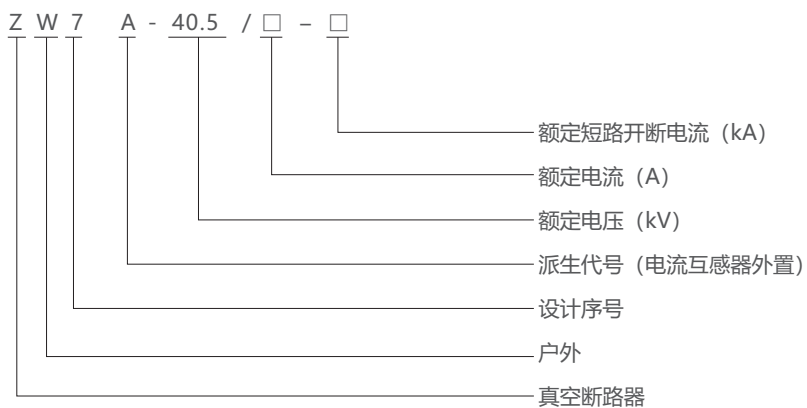 Z W 7 A - 40.5 / □ – □
额定短路开断电流（kA）
额定电流（A）
额定电压（kV）
派生代号（电流互感器外置）
设计序号
户外
真空断路器